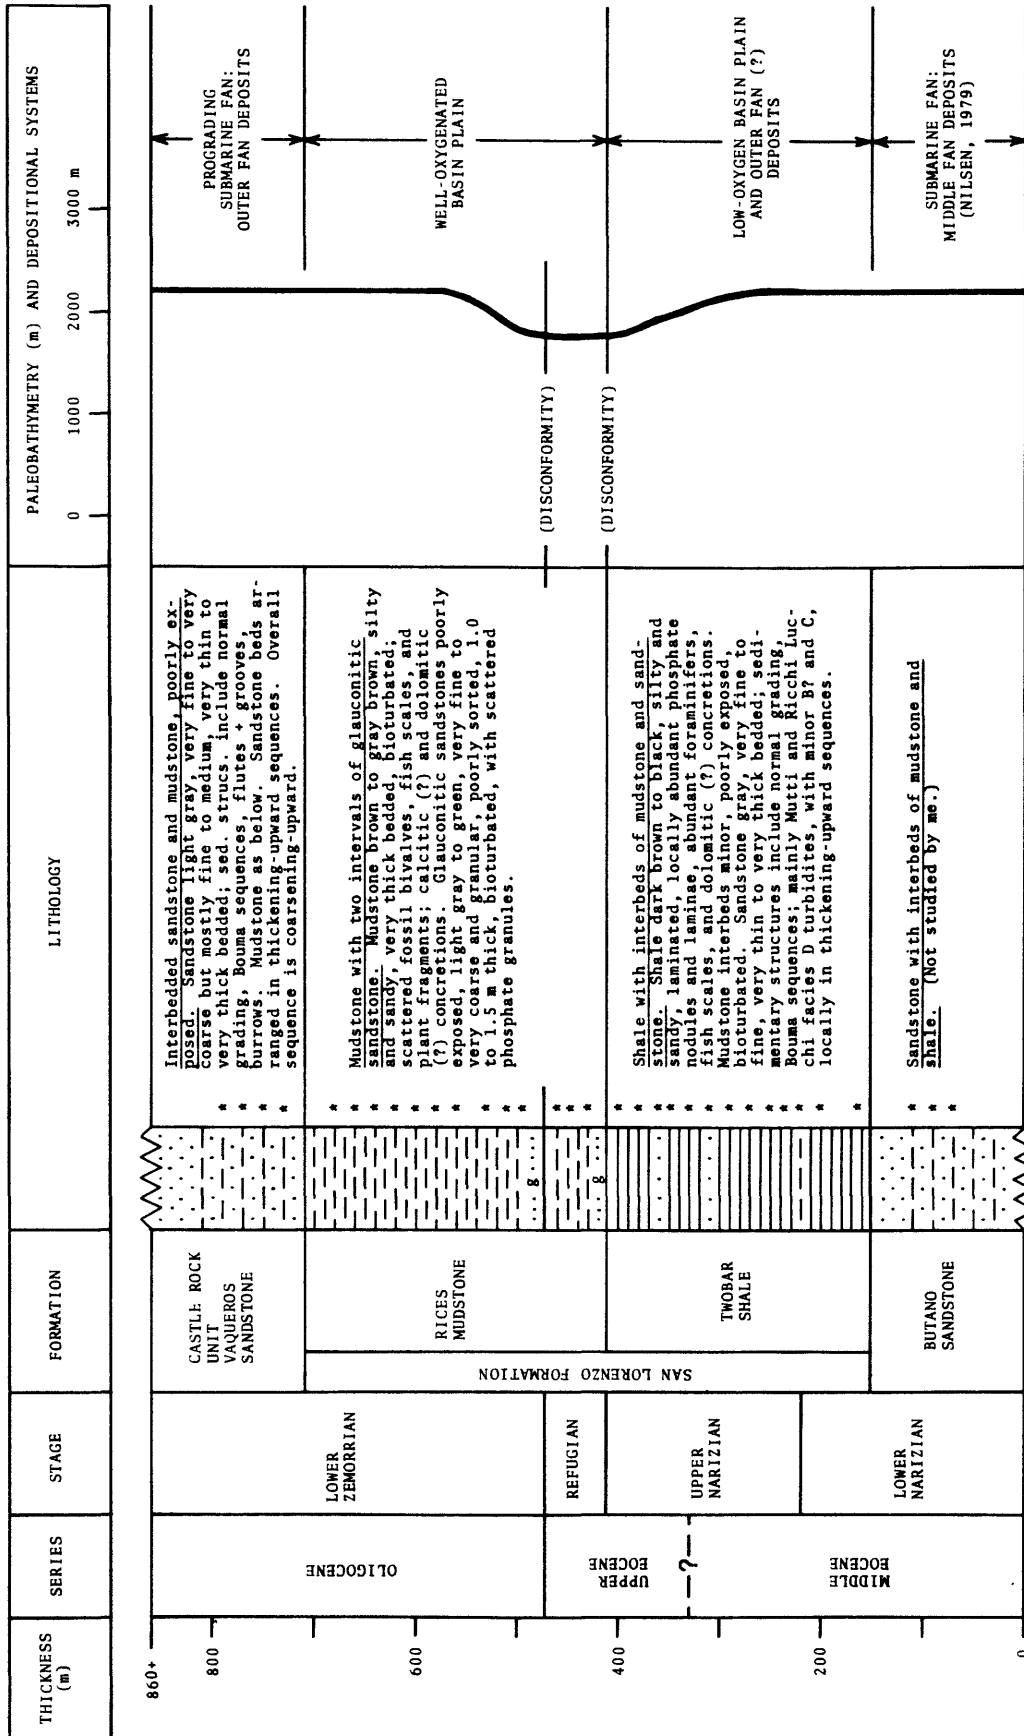 THICKNESS
(m)
SERIES
STAGE
FORMATION
LITHOLOGY
PALEOBATHYMETRY (m) AND DEPOSITIONAL SYSTEMS
0
1000
2000
3000 m
860+
800
600
400
200
0
OLIGOCENE
UPPER
EOCENE
?
MIDDLE
EOCENE
LOWER
ZEMORRIAN
REFUGIAN
UPPER
NARIZIAN
LOWER
NARIZIAN
CASTLE ROCK
UNIT
VAQUEROS
SANDSTONE
SAN LORENZO FORMATION
RICES
MUDSTONE
TWOBAR
SHALE
BUTANO
SANDSTONE
g
g
Interbedded sandstone and mudstone, poorly ex-
posed. Sandstone light gray, very fine to very
coarse but mostly fine to medium, very thin to
very thick bedded; sed. strucs. include normal
grading, Bouma sequences, flutes + grooves,
burrows. Mudstone as below. Sandstone beds ar-
ranged in thickening-upward sequences. Overall
sequence is coarsening-upward.
Mudstone with two intervals of glauconitic
sandstone. Mudstone brown to gray brown, silty
and sandy, very thick bedded, bioturbated;
scattered fossil bivalves, fish scales, and
plant fragments; calcitic (?) and dolomitic
(?) concretions. Glauconitic sandstones poorly
exposed, light gray to green, very fine to
very coarse and granular, poorly sorted, 1.0
to 1.5 m thick, bioturbated, with scattered
phosphate granules.
Shale with interbeds of mudstone and sand-
stone. Shale dark brown to black, silty and
sandy, laminated, locally abundant phosphate
nodules and laminae, abundant foraminifers,
fish scales, and dolomitic (?) concretions.
Mudstone interbeds minor, poorly exposed,
bioturbated. Sandstone gray, very fine to
fine, very thin to very thick bedded; sedi-
mentary structures include normal grading,
Bouma sequences; mainly Mutti and Ricchi Luc-
chi facies D turbidites, with minor B? and C,
locally in thickening-upward sequences.
Sandstone with interbeds of mudstone and
shale. (Not studied by me.)
(DISCONFORMITY)
(DISCONFORMITY)
PROGRADING
SUBMARINE FAN:
OUTER FAN DEPOSITS
WELL-OXYGENATED
BASIN PLAIN
LOW-OXYGEN BASIN PLAIN
AND OUTER FAN (?)
DEPOSITS
SUBMARINE FAN:
MIDDLE FAN DEPOSITS
(NILSEN, 1979)